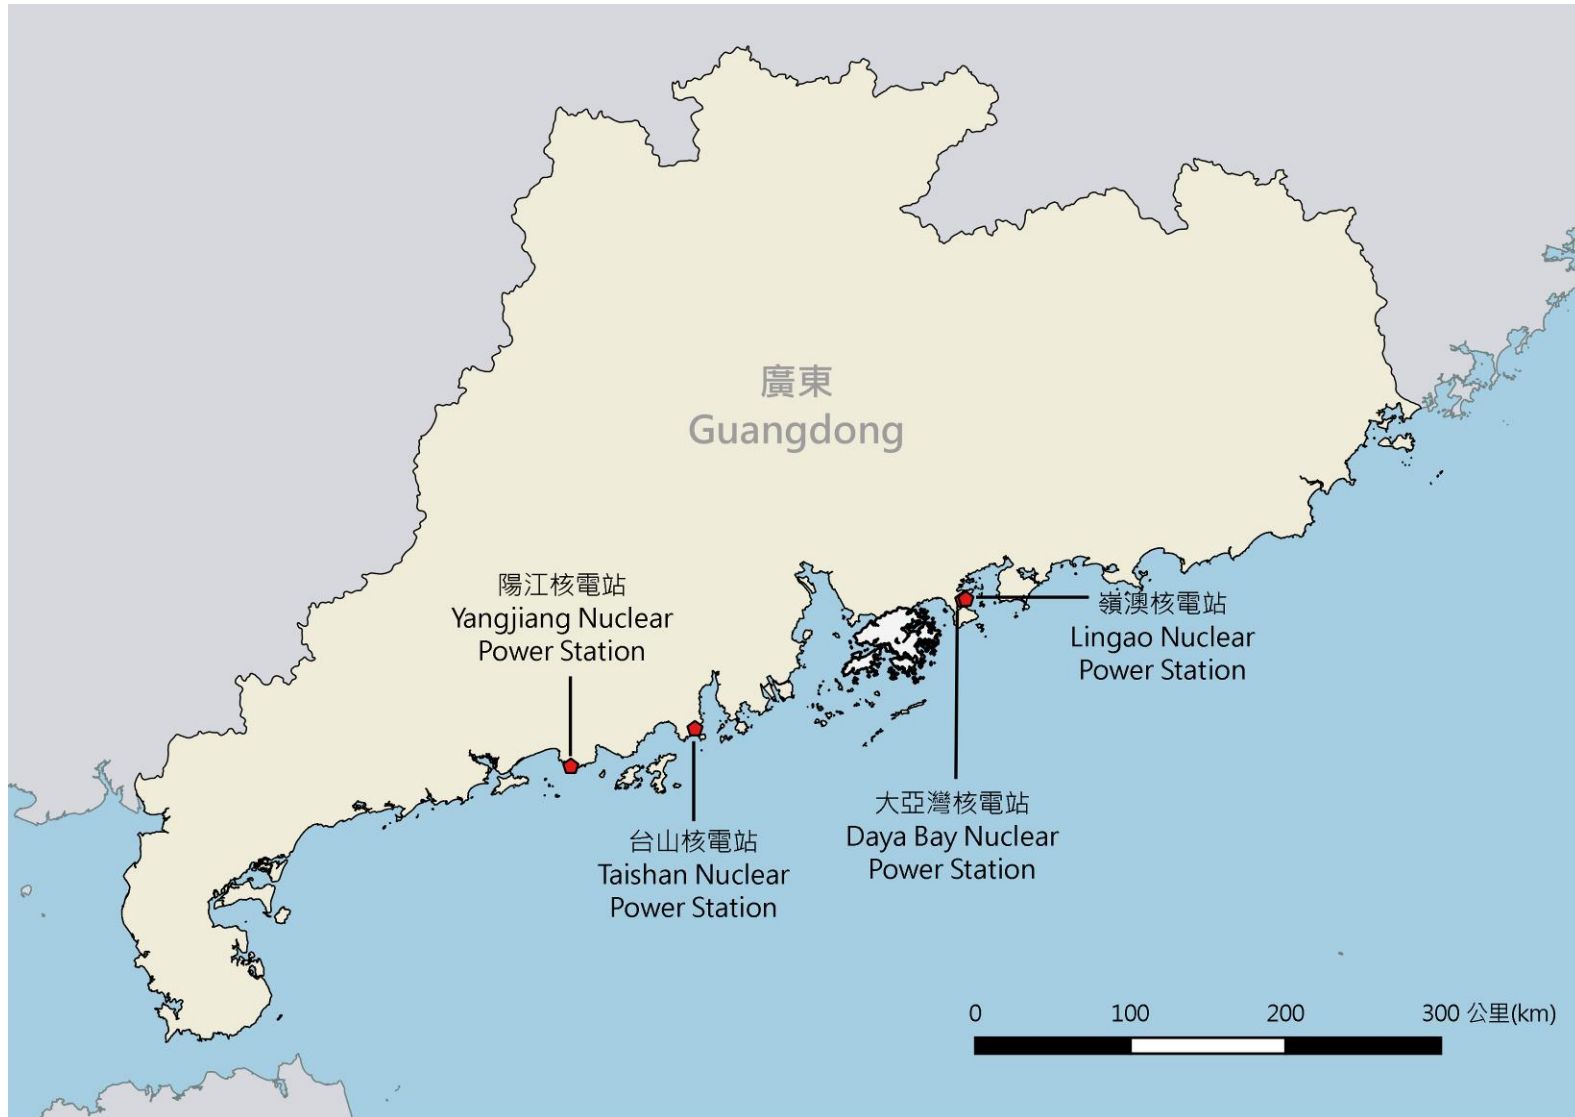 廣東
Guangdong
陽江核電站
Yangjiang Nuclear
Power Station
嶺澳核電站
Lingao Nuclear
Power Station
大亞灣核電站
Daya Bay Nuclear
Power Station
台山核電站
Taishan Nuclear
Power Station
0 100 200 300 公里(km)